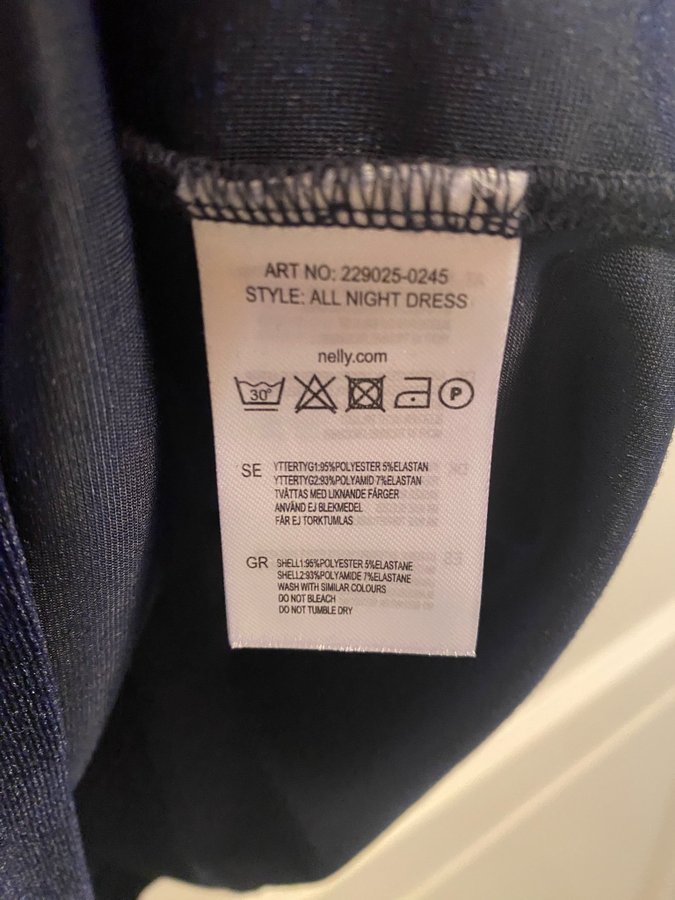 ART NO: 229025-0245
STYLE: ALL NIGHT DRESS
nelly.com
30°
P
SE YTTERTYG1:95%POLYESTER 5%ELASTAN
YTTERTYG2:93%POLYAMID 7%ELASTAN
TVÄTTAS MED LIKNANDE FÄRGER
ANVÄND EJ BLEKMEDEL
FÅR EJ TORKTUMLAS
GR SHELL1:95%POLYESTER 5%ELASTANE
SHELL2:93%POLYAMIDE 7%ELASTANE
WASH WITH SIMILAR COLOURS
DO NOT BLEACH
DO NOT TUMBLE DRY